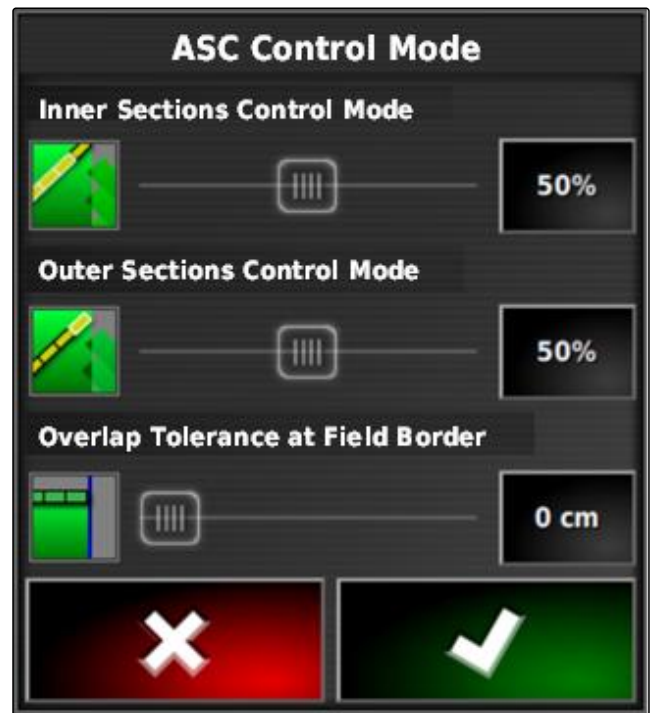 ASC Control Mode
Inner Sections Control Mode
50%
Outer Sections Control Mode
50%
Overlap Tolerance at Field Border
0 cm